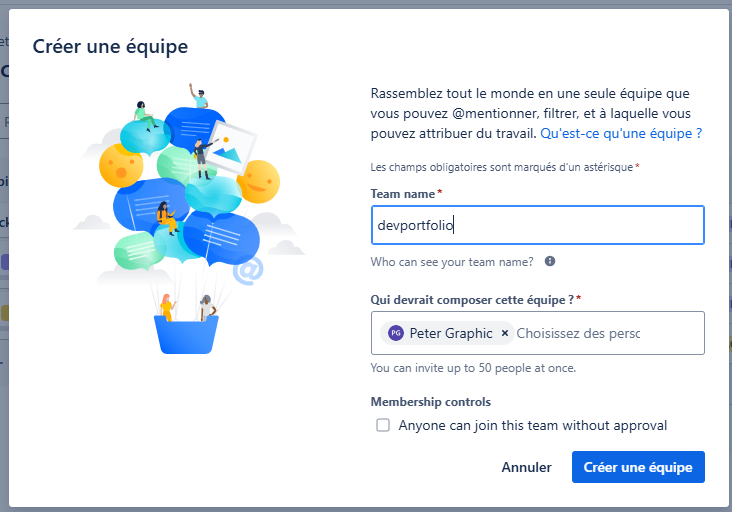 Créer une équipe
Rassemblez tout le monde en une seule équipe que
vous pouvez @mentionner, filtrer, et à laquelle vous
pouvez attribuer du travail. Qu'est-ce qu'une équipe ?
Les champs obligatoires sont marqués d'un astérisque *
Team name *
devportfolio
Who can see your team name?
Qui devrait composer cette équipe ? *
PG Peter Graphic × Choisissez des persc
You can invite up to 50 people at once.
Membership controls
Anyone can join this team without approval
Annuler Créer une équipe